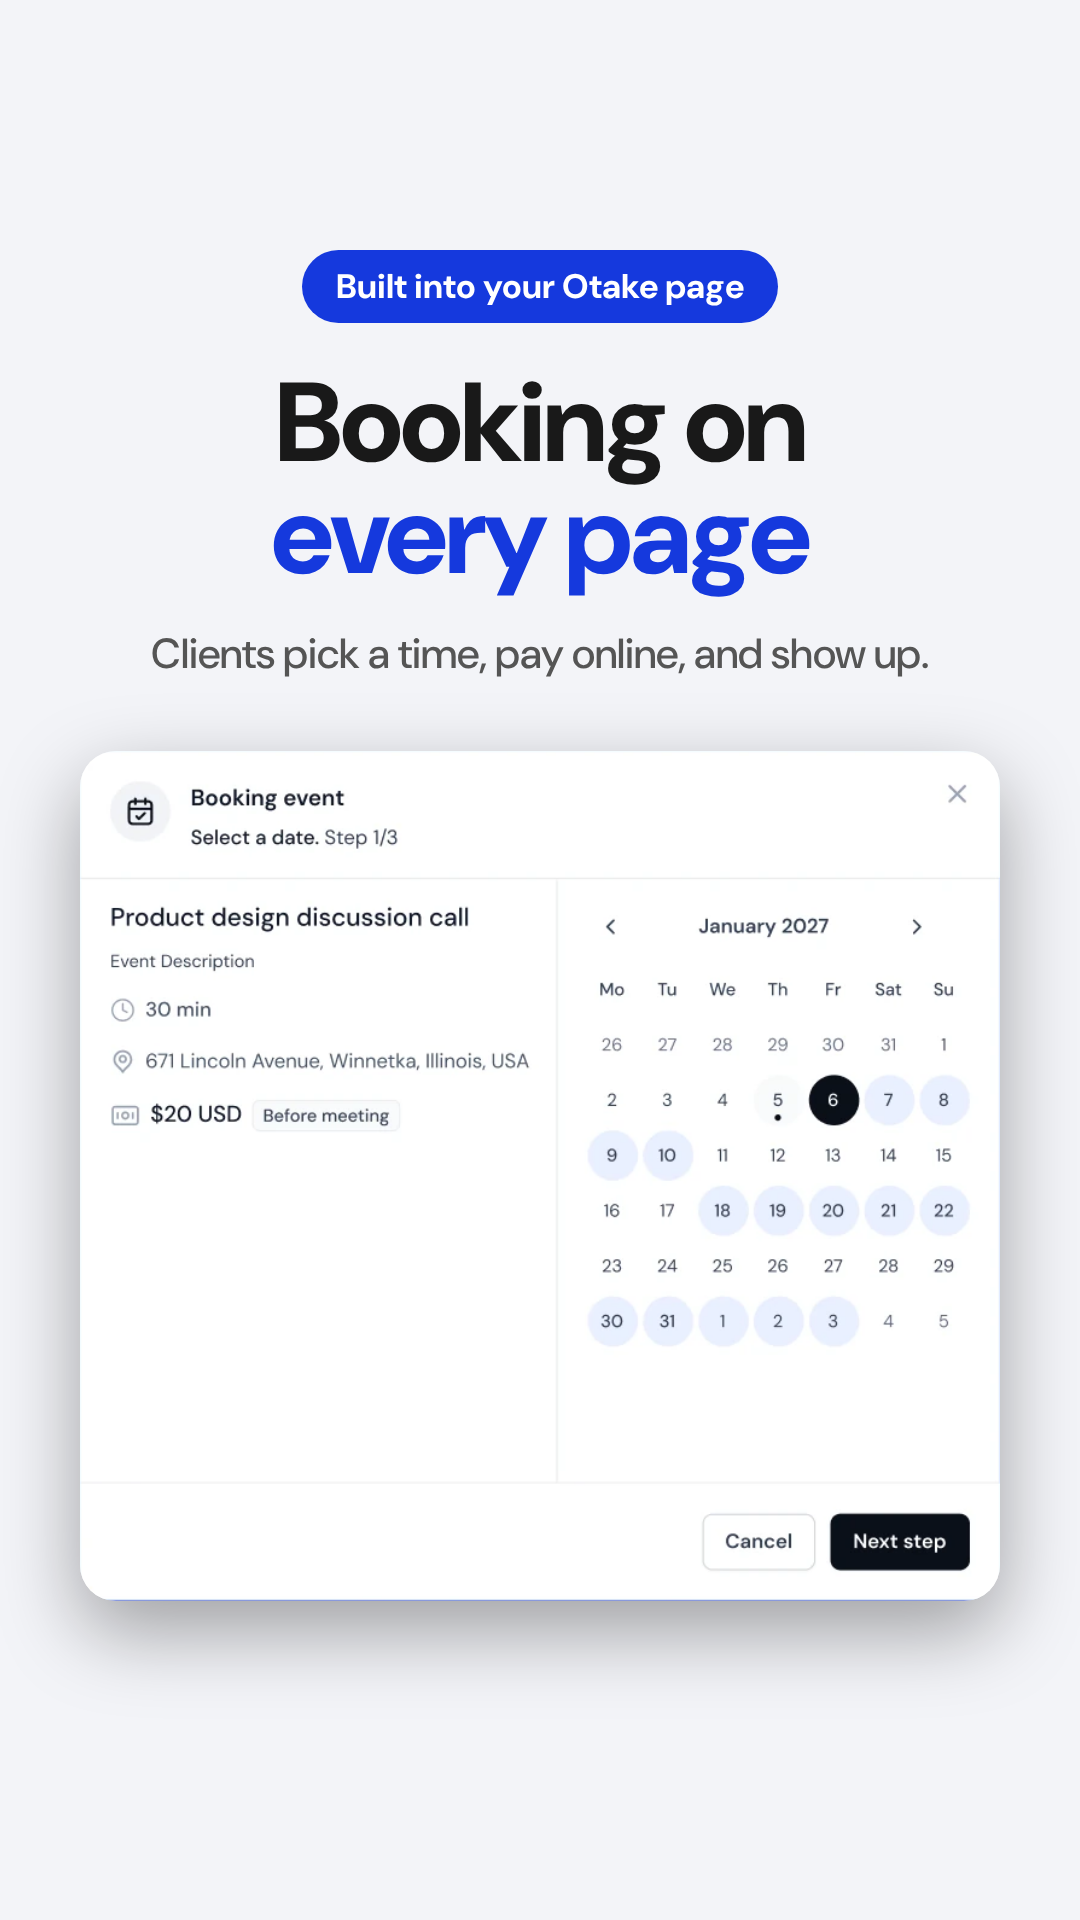 Built into your Otake page
Booking on
every page
Clients pick a time, pay online, and show up.
Booking event
Select a date. Step 1/3
Product design discussion call
Event Description
30 min
671 Lincoln Avenue, Winnetka, Illinois, USA
$20 USD Before meeting
January 2027
Mo Tu We Th Fr Sat Su
26 27 28 29 30 31 1
2 3 4 5 6 7 8
9 10 11 12 13 14 15
16 17 18 19 20 21 22
23 24 25 26 27 28 29
30 31 1 2 3 4 5
Cancel Next step